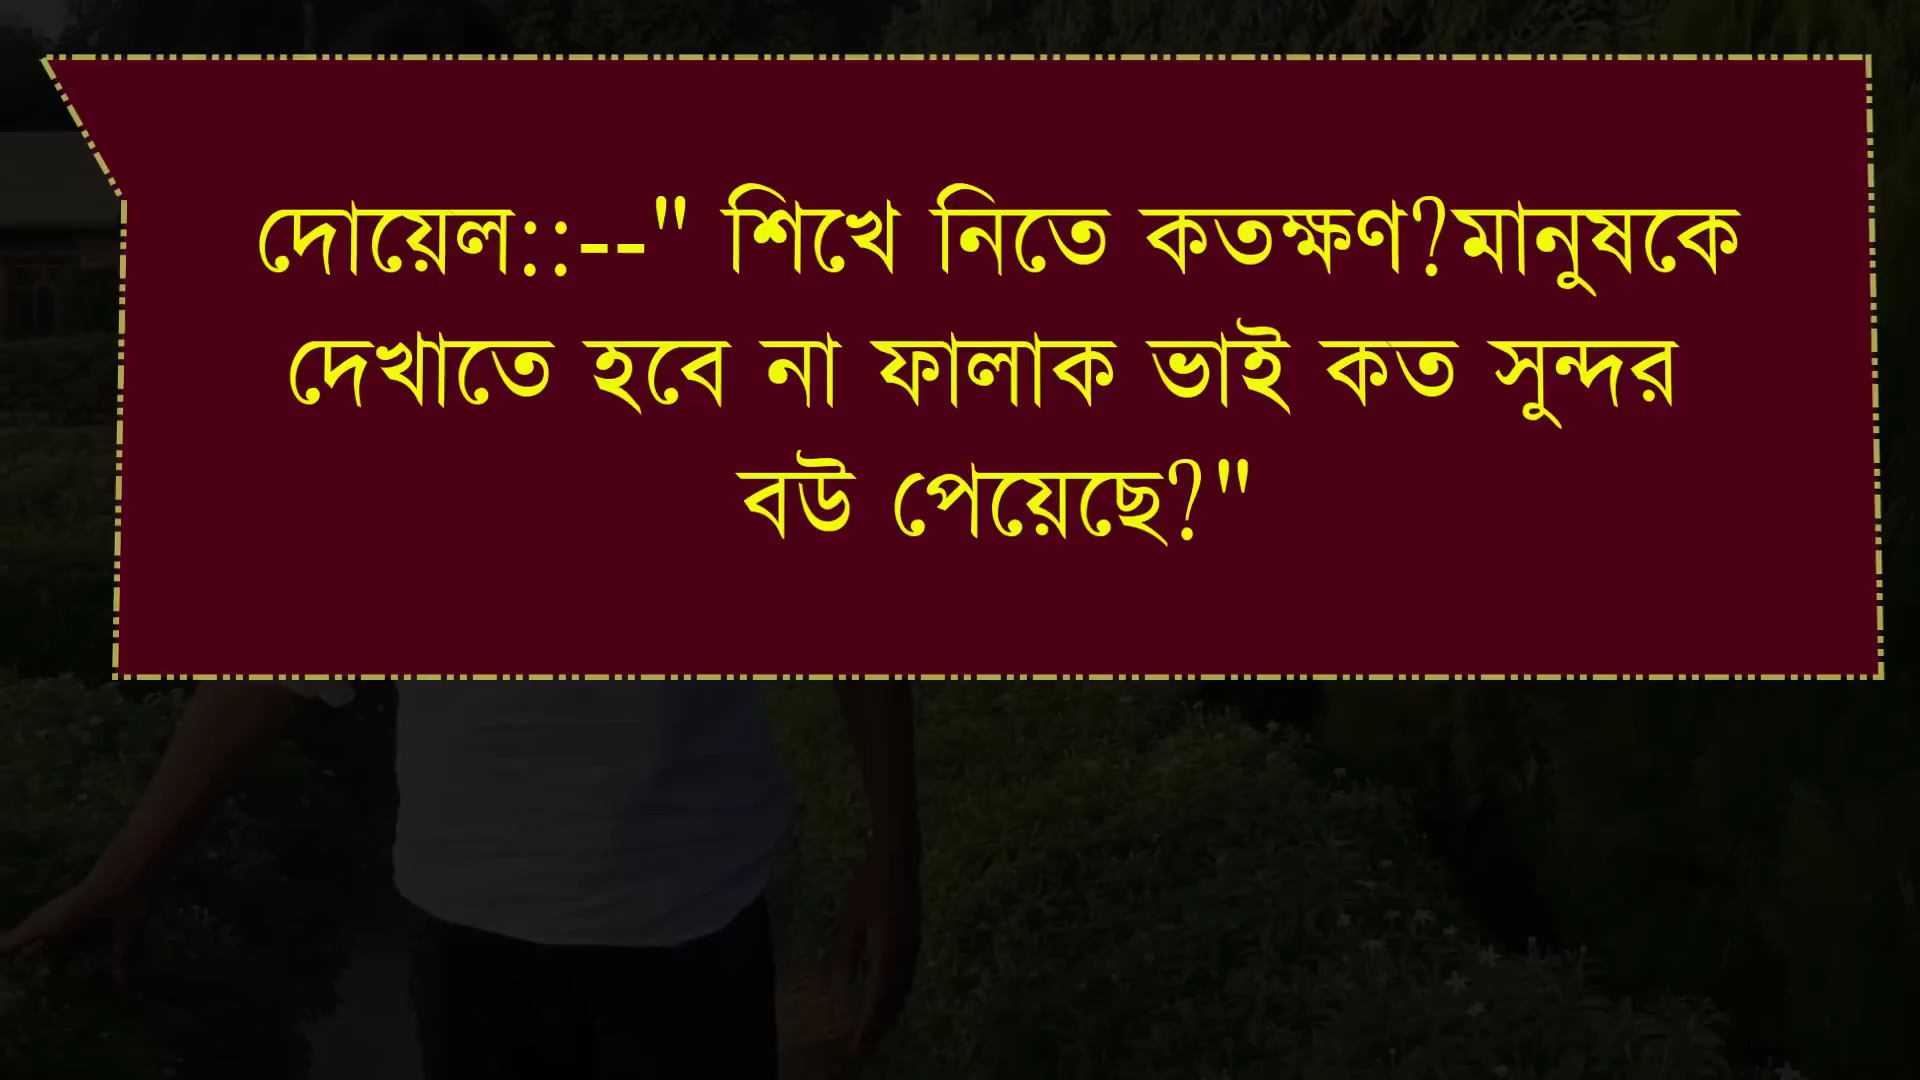 দোয়েল::--" শিখে নিতে কতক্ষণ?মানুষকে
দেখাতে হবে না ফালাক ভাই কত সুন্দর
বউ পেয়েছে?"